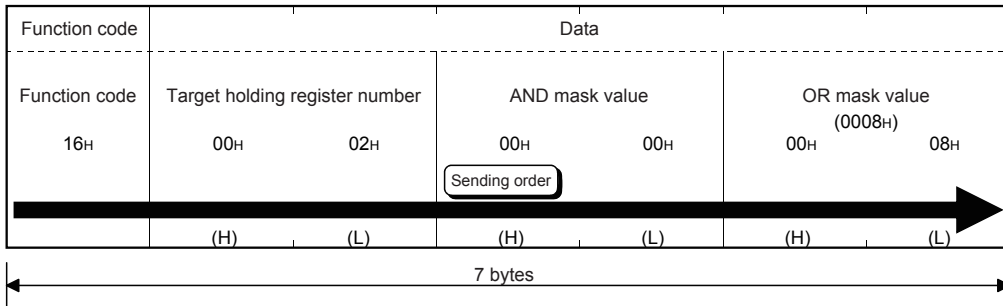 Function code Data
Function code Target holding register number AND mask value OR mask value
(0008H)
16H 00H 02H 00H 00H 00H 08H
Sending order
(H) (L) (H) (L) (H) (L)
7 bytes